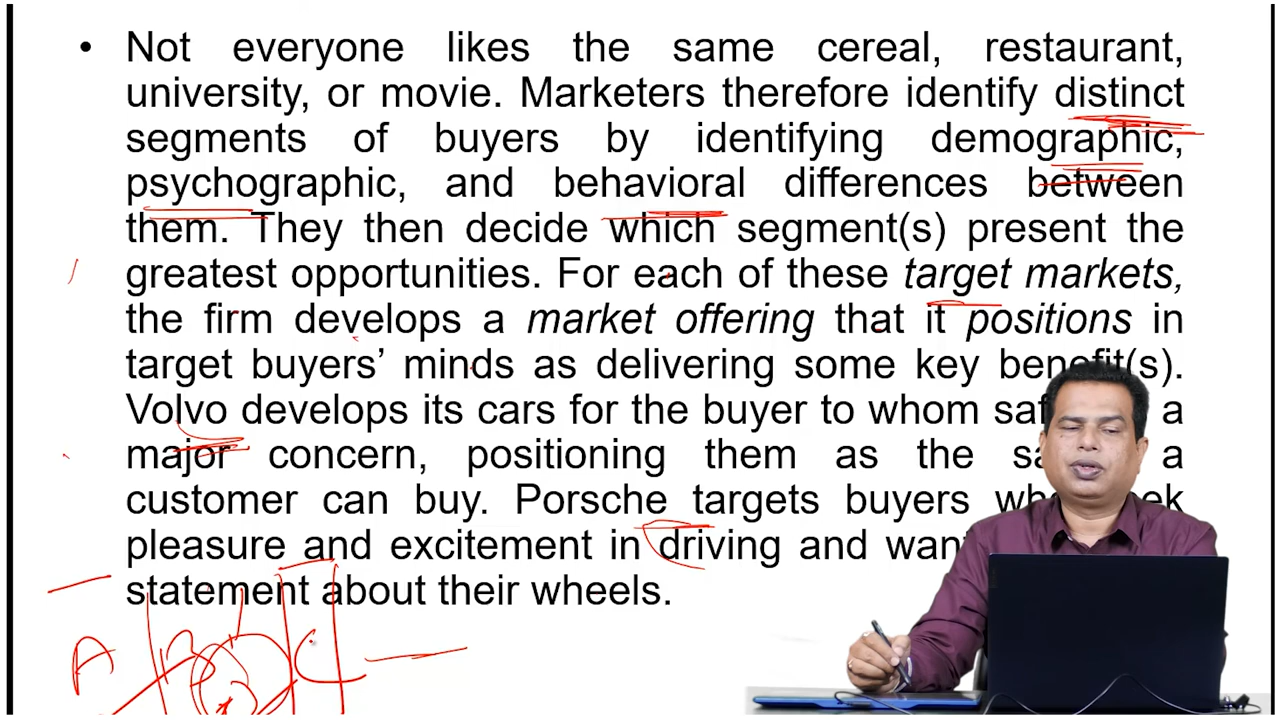 • Not everyone likes the same cereal, restaurant,
university, or movie. Marketers therefore identify distinct
segments of buyers by identifying demographic,
psychographic, and behavioral differences between
them. They then decide which segment(s) present the
greatest opportunities. For each of these target markets,
the firm develops a market offering that it positions in
target buyers’ minds as delivering some key benefit(s).
Volvo develops its cars for the buyer to whom a
major concern, positioning them as the a
customer can buy. Porsche targets buyers
pleasure and excitement in driving and
statement about their wheels.
A B C